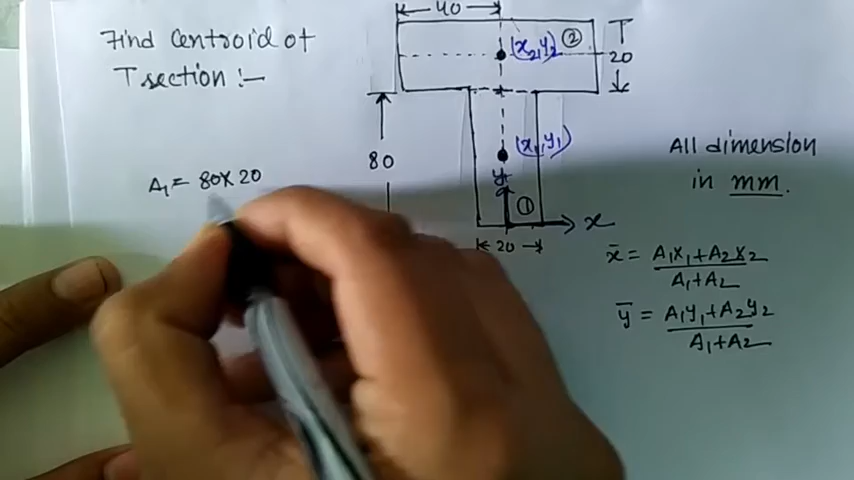 Find Centroid of
T section :-
40
(x2,y2)
②
T
20
80
(x1,y1)
y
①
x
20
All dimension
in mm.
A1 = 80x 20
x̄ = A1x1+A2x2
A1+A2
ȳ = A1y1+A2y2
A1+A2